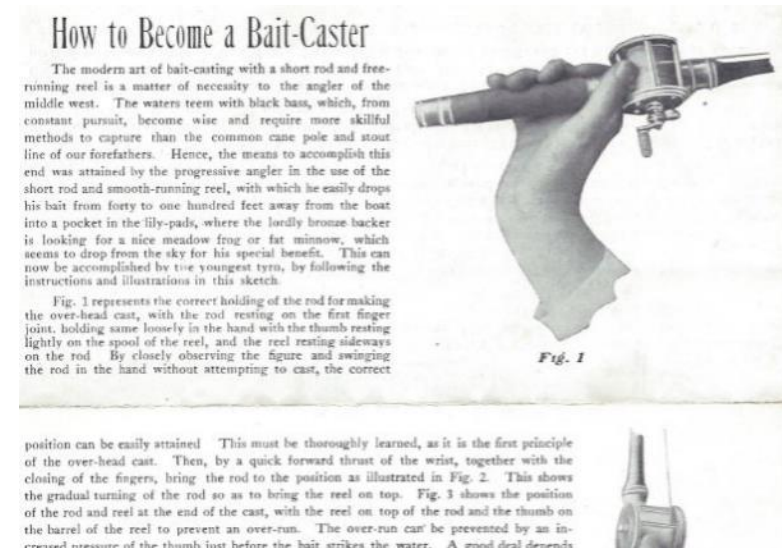 How to Become a Bait-Caster
The modern art of bait-casting with a short rod and free-
running reel is a matter of necessity to the angler of the
middle west. The waters teem with black bass, which, from
constant pursuit, become wise and require more skillful
methods to capture than the common cane pole and stout
line of our forefathers. Hence, the means to accomplish this
end was attained by the progressive angler in the use of the
short rod and smooth-running reel, with which he easily drops
his bait from forty to one hundred feet away from the boat
into a pocket in the lily-pads, where the lordly bronze backer
is looking for a nice meadow frog or fat minnow, which
seems to drop from the sky for his special benefit. This can
now be accomplished by the youngest tyro, by following the
instructions and illustrations in this sketch
Fig. 1 represents the correct holding of the rod for making
the over-head cast, with the rod resting on the first finger
joint. holding same loosely in the hand with the thumb resting
lightly on the spool of the reel, and the reel resting sideways
on the rod By closely observing the figure and swinging
the rod in the hand without attempting to cast, the correct
Fig. 1
position can be easily attained This must be thoroughly learned, as it is the first principle
of the over-head cast. Then, by a quick forward thrust of the wrist, together with the
closing of the fingers, bring the rod to the position as illustrated in Fig. 2. This shows
the gradual turning of the rod so as to bring the reel on top. Fig. 3 shows the position
of the rod and reel at the end of the cast, with the reel on top of the rod and the thumb on
the barrel of the reel to prevent an over-run. The over-run can be prevented by an in-
creased pressure of the thumb just before the bait strikes the water. A good deal depends